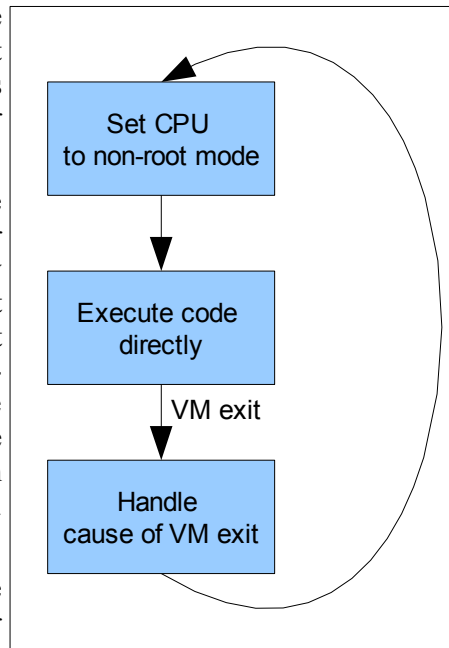 Set CPU
to non-root mode
Execute code
directly
VM exit
Handle
cause of VM exit